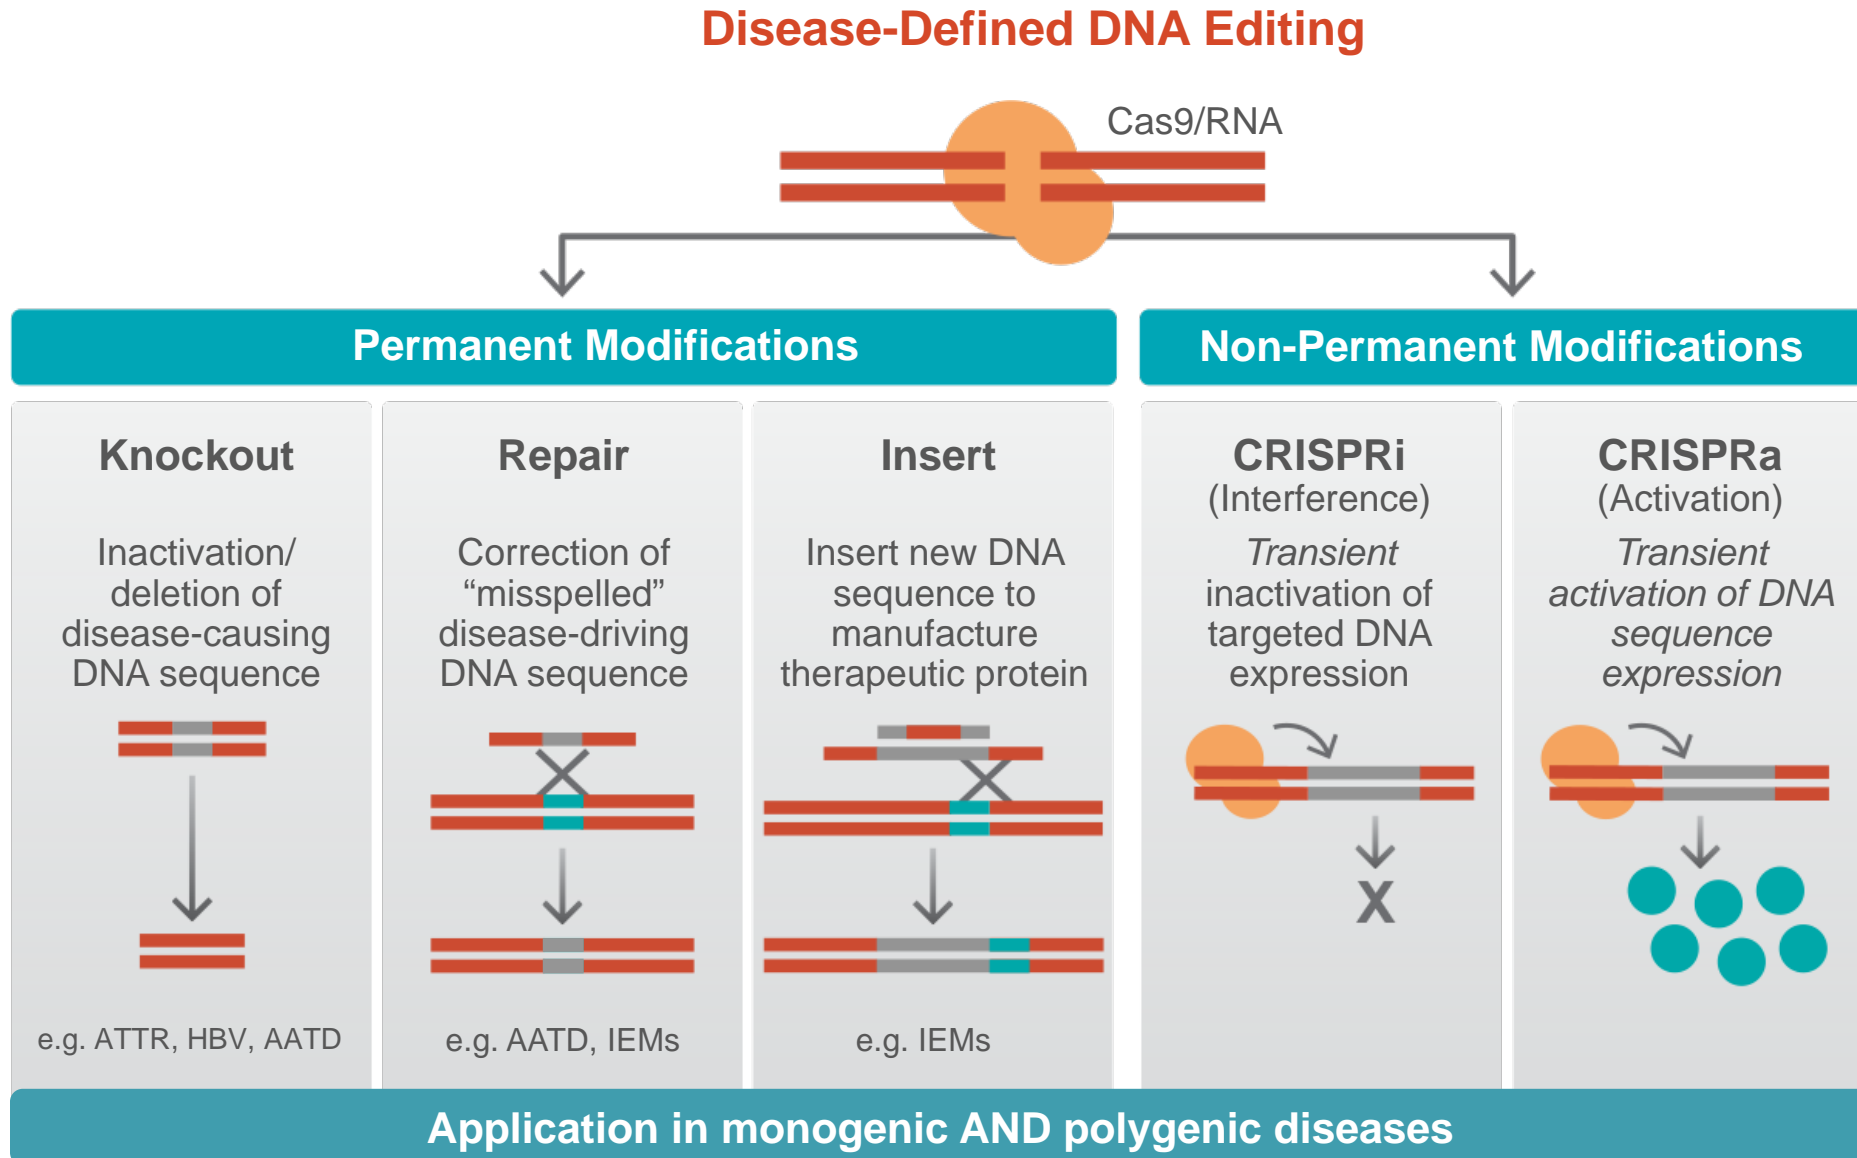 Disease-Defined DNA Editing
Cas9/RNA
Permanent Modifications
Non-Permanent Modifications
Knockout
Inactivation/
deletion of
disease-causing
DNA sequence
e.g. ATTR, HBV, AATD
Repair
Correction of
“misspelled”
disease-driving
DNA sequence
e.g. AATD, IEMs
Insert
Insert new DNA
sequence to
manufacture
therapeutic protein
e.g. IEMs
CRISPRi
(Interference)
Transient
inactivation of
targeted DNA
expression
X
CRISPRa
(Activation)
Transient
activation of DNA
sequence
expression
Application in monogenic AND polygenic diseases